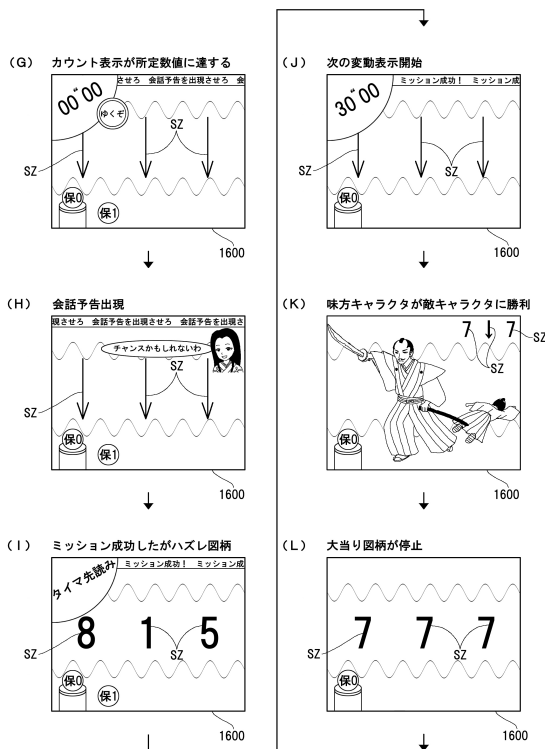 (G) カウント表示が所定数値に達する
させろ 会話予告を出現させろ 会
00"00
ゆくぞ
SZ
SZ
保0
保1
1600
(H) 会話予告出現
現させろ 会話予告を出現させろ 会話予告を出現さ
チャンスかもしれないわ
SZ
SZ
保0
保1
1600
(I) ミッション成功したがハズレ図柄
タイマ先読み
ミッション成功! ミッション成
8 1 5
SZ
SZ
保0
保1
1600
(J) 次の変動表示開始
ミッション成功! ミッション成
30"00
SZ
SZ
保0
1600
(K) 味方キャラクタが敵キャラクタに勝利
7 7
SZ
SZ
保0
1600
(L) 大当り図柄が停止
7 7 7
SZ
SZ
保0
1600